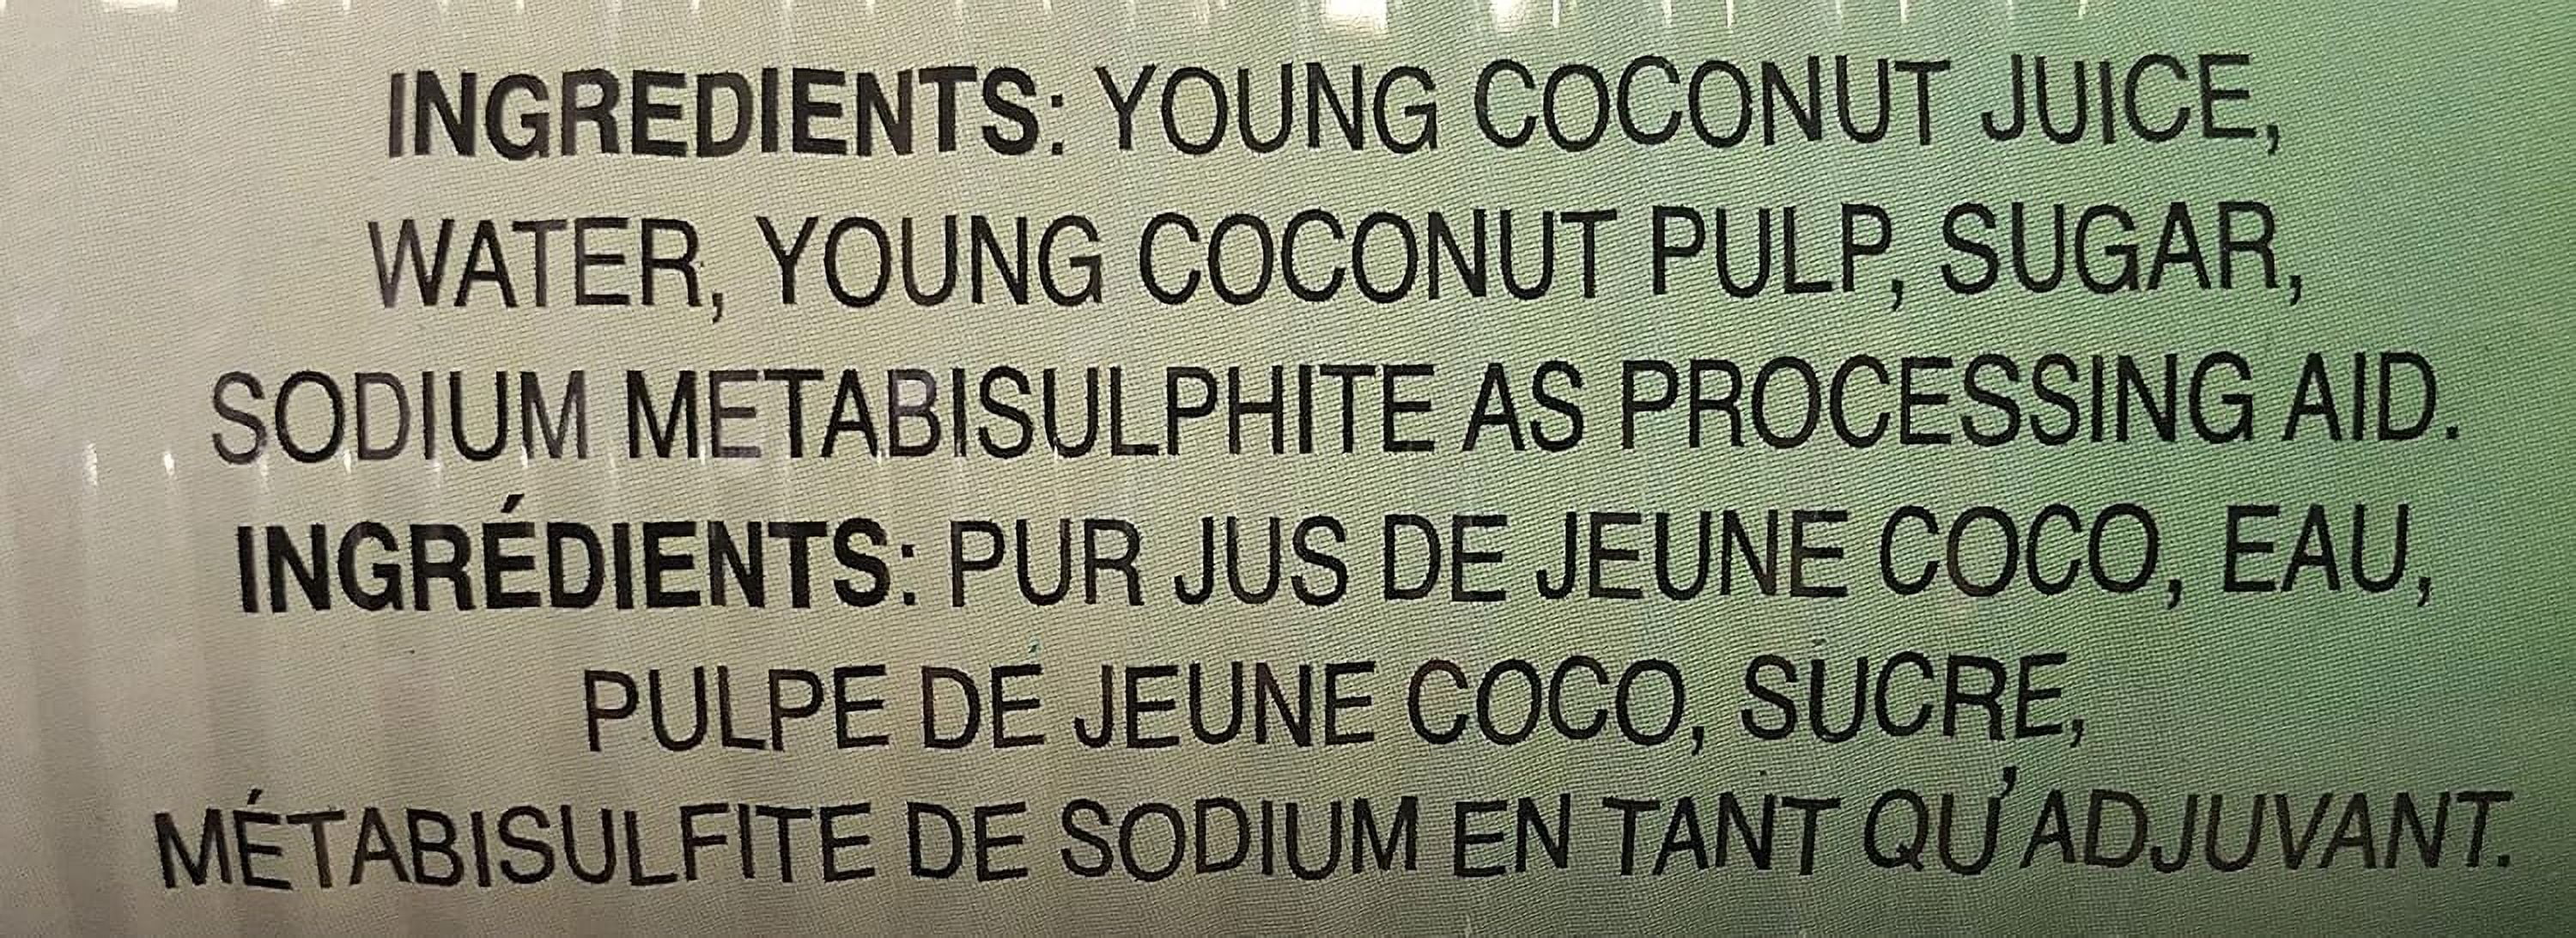 INGREDIENTS: YOUNG COCONUT JUICE,
WATER, YOUNG COCONUT PULP, SUGAR,
SODIUM METABISULPHITE AS PROCESSING AID.
INGRÉDIENTS: PUR JUS DE JEUNE COCO, EAU,
PULPE DE JEUNE COCO, SUCRE,
MÉTABISULFITE DE SODIUM EN TANT QU'ADJUVANT.